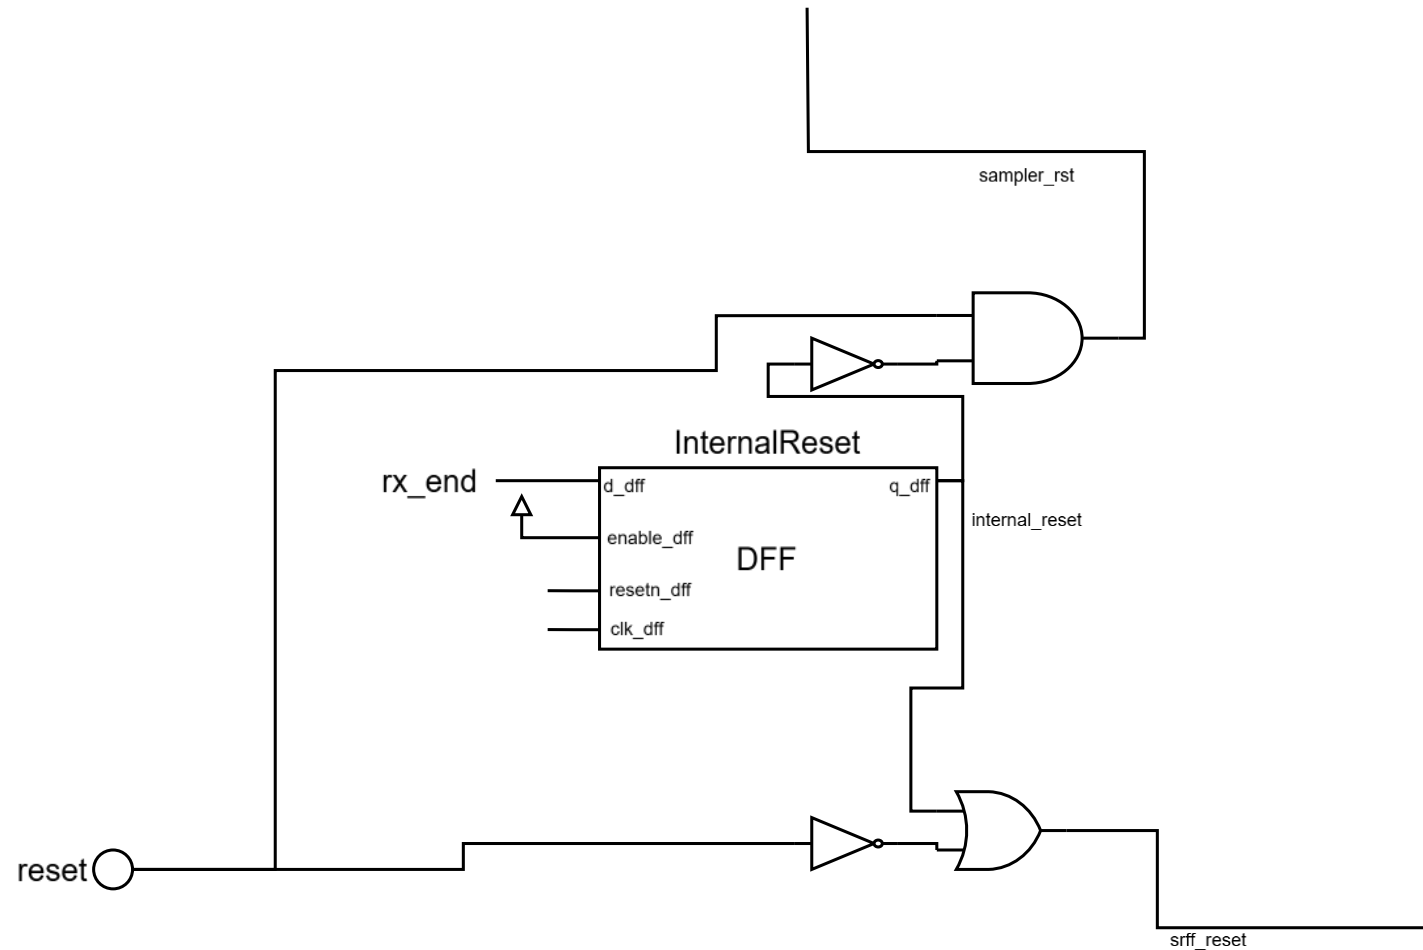 sampler_rst
InternalReset
rx_end
d_dff
q_dff
enable_dff
internal_reset
DFF
resetn_dff
clk_dff
reset
srff_reset